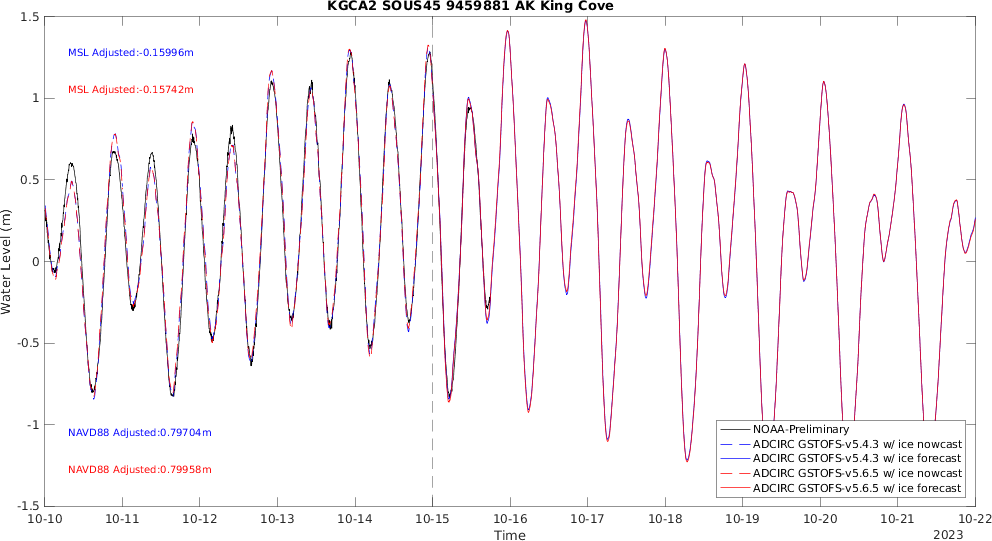 KGCA2 SOUS45 9459881 AK King Cove
1.5
1
0.5
0
-0.5
-1
-1.5
Water Level (m)
MSL Adjusted:-0.15996m
MSL Adjusted:-0.15742m
NAVD88 Adjusted:0.79704m
NAVD88 Adjusted:0.79958m
NOAA-Preliminary
ADCIRC GSTOFS-v5.4.3 w/ ice nowcast
ADCIRC GSTOFS-v5.4.3 w/ ice forecast
ADCIRC GSTOFS-v5.6.5 w/ ice nowcast
ADCIRC GSTOFS-v5.6.5 w/ ice forecast
10-10 10-11 10-12 10-13 10-14 10-15 10-16 10-17 10-18 10-19 10-20 10-21 10-22
Time
2023